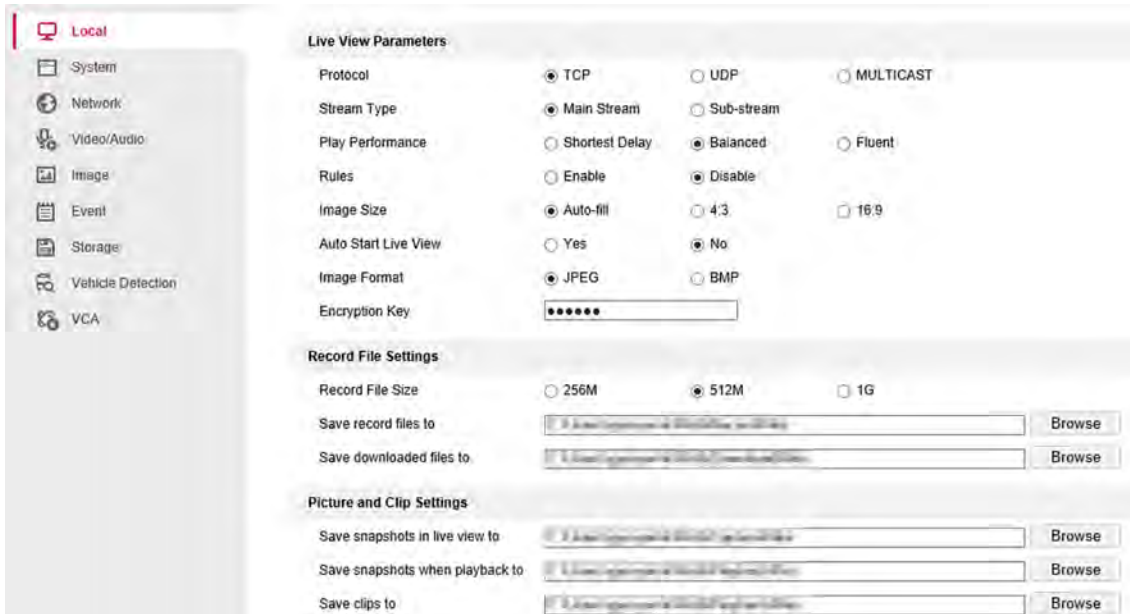 Local
System
Network
Video/Audio
Image
Event
Storage
Vehicle Detection
VCA
Live View Parameters
Protocol TCP UDP MULTICAST
Stream Type Main Stream Sub-stream
Play Performance Shortest Delay Balanced Fluent
Rules Enable Disable
Image Size Auto-fill 4:3 16:9
Auto Start Live View Yes No
Image Format JPEG BMP
Encryption Key ●●●●●●
Record File Settings
Record File Size 256M 512M 1G
Save record files to Browse
Save downloaded files to Browse
Picture and Clip Settings
Save snapshots in live view to Browse
Save snapshots when playback to Browse
Save clips to Browse